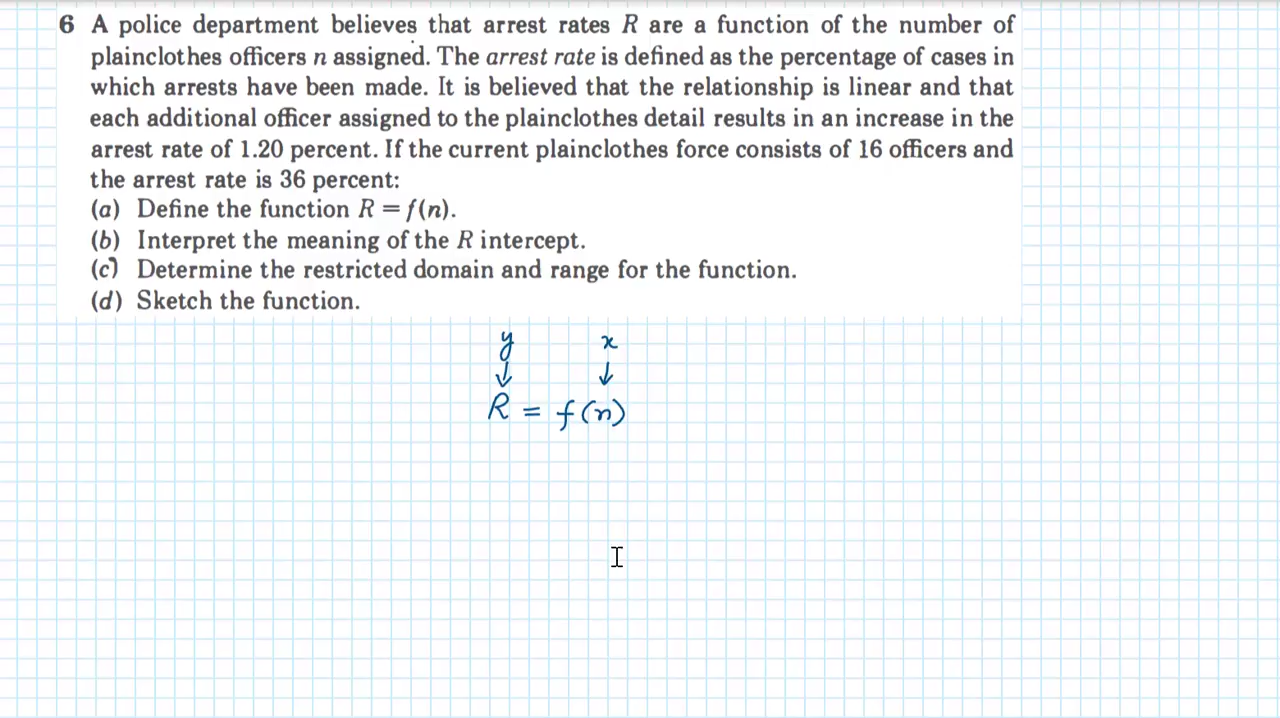 6 A police department believes that arrest rates R are a function of the number of
plainclothes officers n assigned. The arrest rate is defined as the percentage of cases in
which arrests have been made. It is believed that the relationship is linear and that
each additional officer assigned to the plainclothes detail results in an increase in the
arrest rate of 1.20 percent. If the current plainclothes force consists of 16 officers and
the arrest rate is 36 percent:
(a) Define the function R = f(n).
(b) Interpret the meaning of the R intercept.
(c) Determine the restricted domain and range for the function.
(d) Sketch the function.
y x
↓ ↓
R = f(n)